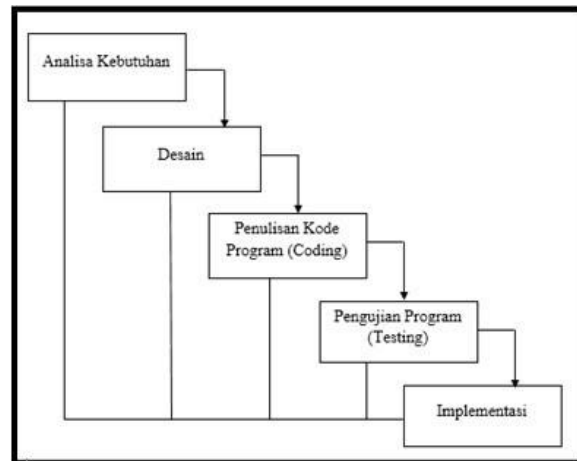 Analisa Kebutuhan
Desain
Penulisan Kode
Program (Coding)
Pengujian Program
(Testing)
Implementasi